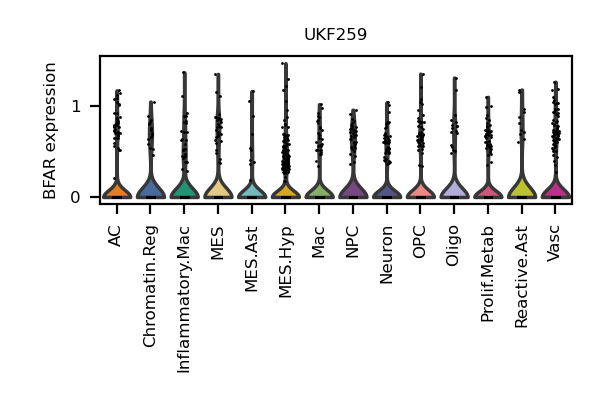 UKF259
BFAR expression
1
0
AC
Chromatin.Reg
Inflammatory.Mac
MES
MES.Ast
MES.Hyp
Mac
NPC
Neuron
OPC
Oligo
Prolif.Metab
Reactive.Ast
Vasc